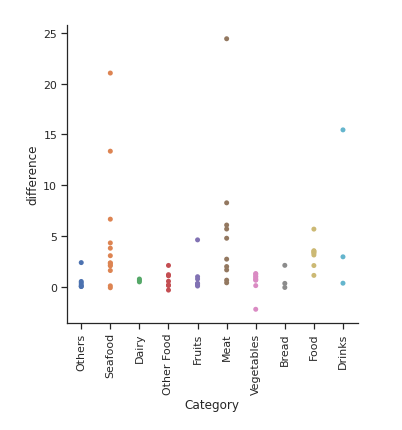 25
20
15
10
5
0
difference
Others
Seafood
Dairy
Other Food
Fruits
Meat
Vegetables
Bread
Food
Drinks
Category